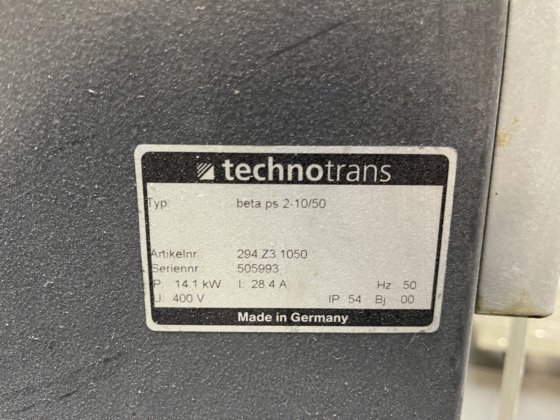 technotrans
Typ: beta ps 2-10/50
Artikelnr.: 294.Z3.1050
Seriennr 505993
P 14.1 kW I: 28.4 A Hz 50
U: 400 V IP 54 Bj 00
Made in Germany